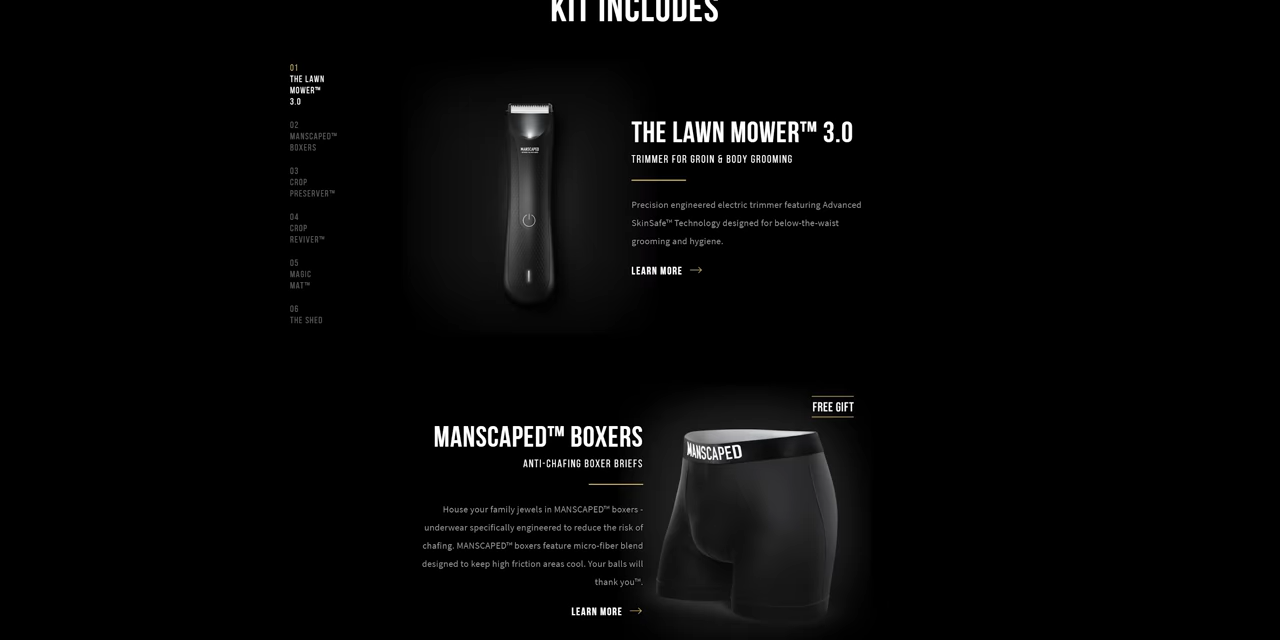 KIT INCLUDES
01
THE LAWN
MOWER™
3.0
02
MANSCAPED™
BOXERS
03
CROP
PRESERVER™
04
CROP
REVIVER™
05
MAGIC
MAT™
06
THE SHED
MANSCAPED
THE LAWN MOWER™ 3.0
TRIMMER FOR GROIN & BODY GROOMING
Precision engineered electric trimmer featuring Advanced
SkinSafe™ Technology designed for below-the-waist
grooming and hygiene.
LEARN MORE →
FREE GIFT
MANSCAPED™ BOXERS
ANTI-CHAFING BOXER BRIEFS
House your family jewels in MANSCAPED™ boxers -
underwear specifically engineered to reduce the risk of
chafing. MANSCAPED™ boxers feature micro-fiber blend
designed to keep high friction areas cool. Your balls will
thank you™.
LEARN MORE →
MANSCAPED